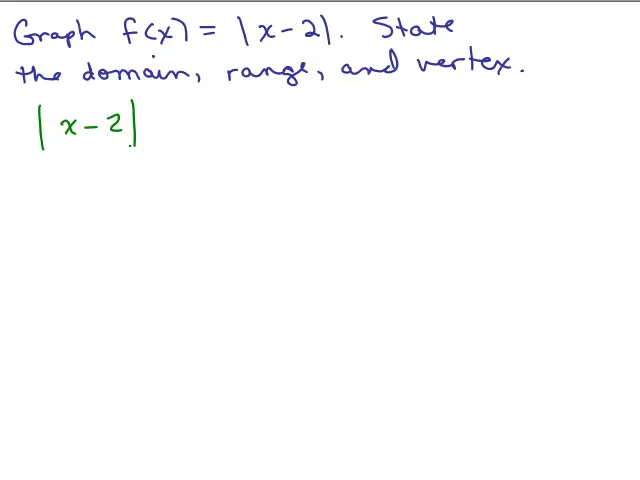 Graph f(x) = |x - 2|. State
the domain, range, and vertex.
|x - 2|